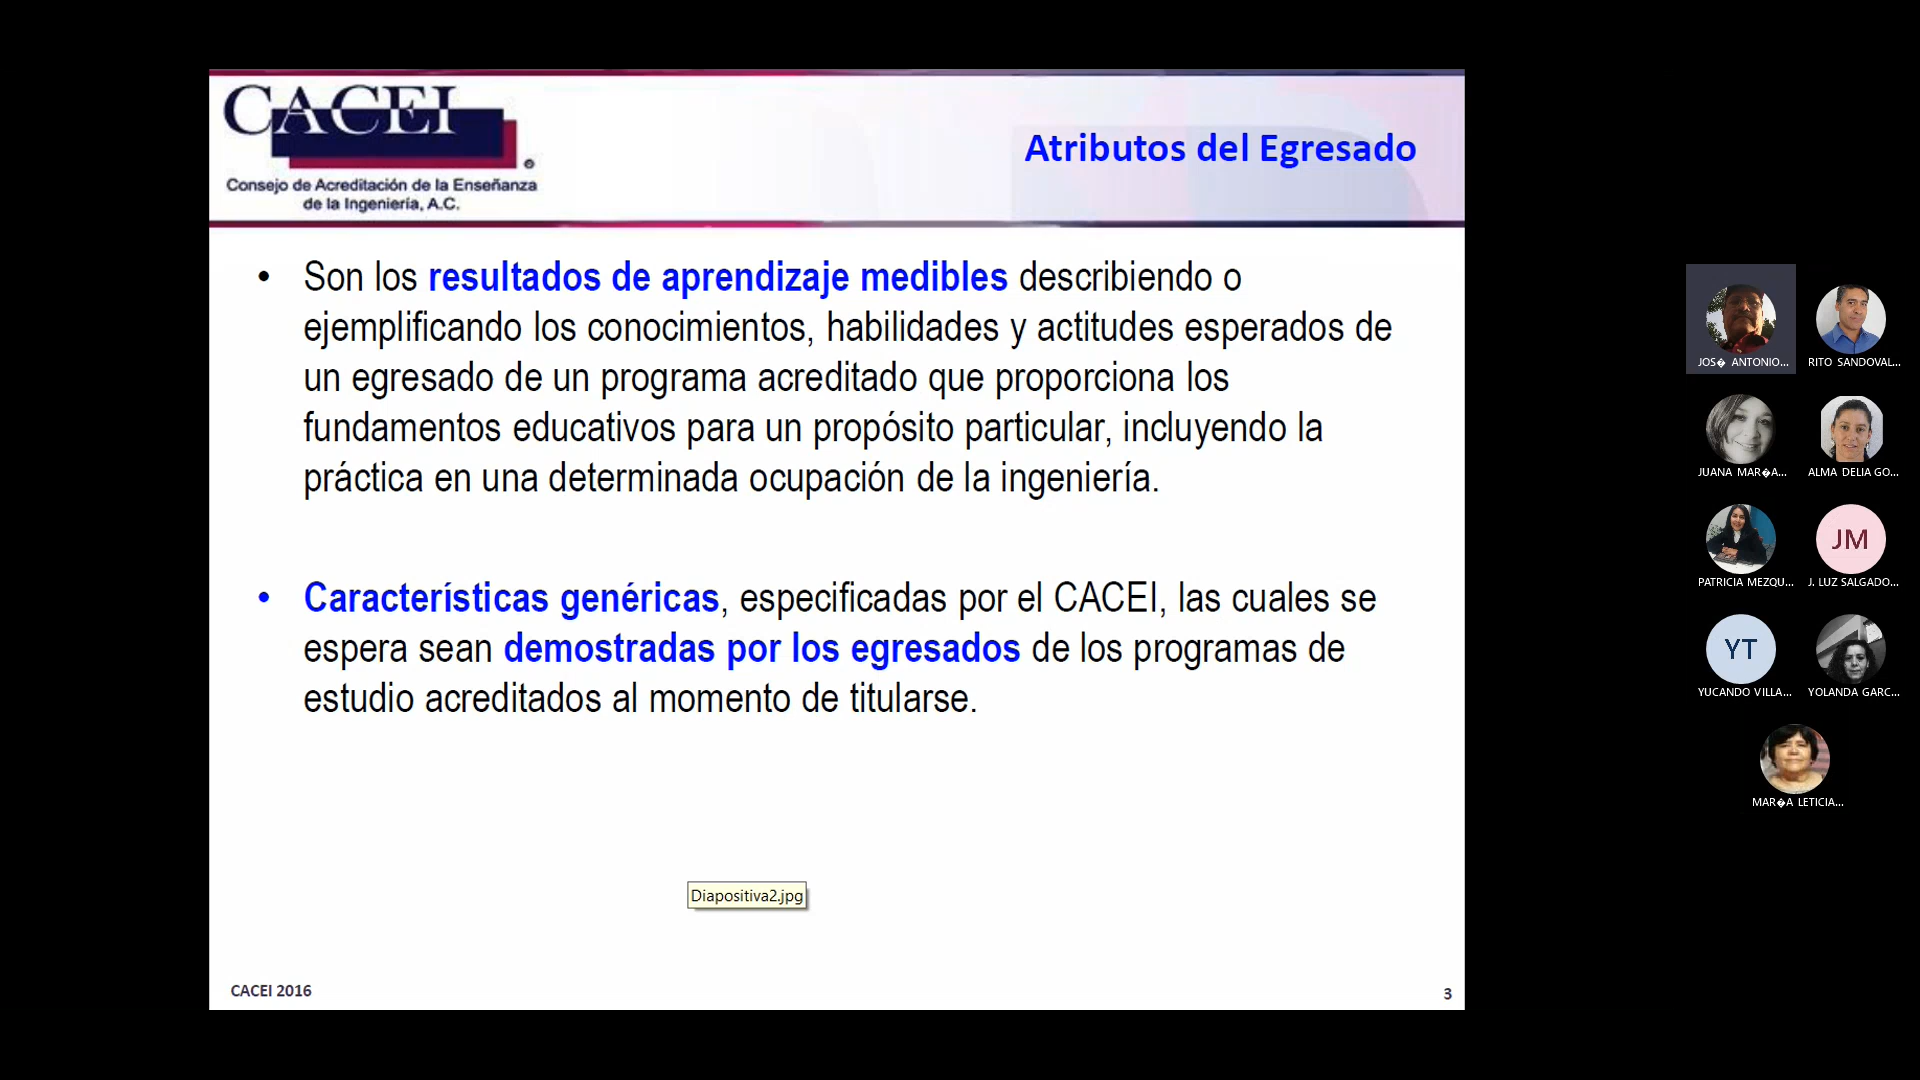 CACEI
Consejo de Acreditación de la Enseñanza
de la Ingeniería, A.C.
Atributos del Egresado
• Son los resultados de aprendizaje medibles describiendo o
ejemplificando los conocimientos, habilidades y actitudes esperados de
un egresado de un programa acreditado que proporciona los
fundamentos educativos para un propósito particular, incluyendo la
práctica en una determinada ocupación de la ingeniería.
• Características genéricas, especificadas por el CACEI, las cuales se
espera sean demostradas por los egresados de los programas de
estudio acreditados al momento de titularse.
Diapositiva2.jpg
CACEI 2016
3
JOS� ANTONIO...
RITO SANDOVAL...
JUANA MAR�A...
ALMA DELIA GO...
PATRICIA MEZQU...
JM
J. LUZ SALGADO...
YT
YUCANDO VILLA...
YOLANDA GARC...
MAR�A LETICIA...